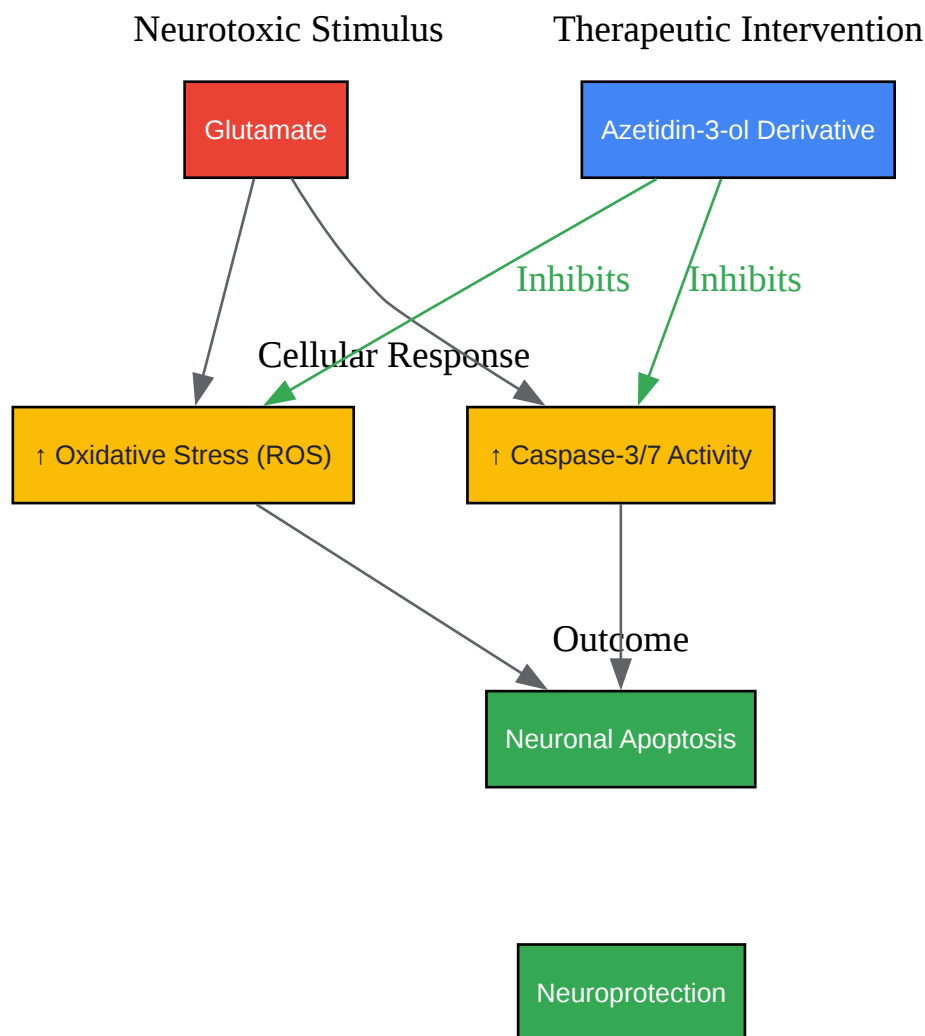 Neurotoxic Stimulus
Therapeutic Intervention
Glutamate
Azetidin-3-ol Derivative
Inhibits
Inhibits
Cellular Response
↑ Oxidative Stress (ROS)
↑ Caspase-3/7 Activity
Outcome
Neuronal Apoptosis
Neuroprotection